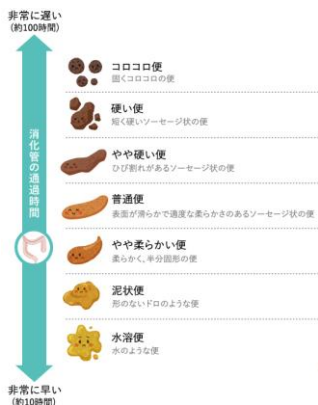 非常に遅い
(約100時間)
消化管の通過時間
コロコロ便
固くコロコロの便
硬い便
短く硬いソーセージ状の便
やや硬い便
ひび割れがあるソーセージ状の便
普通便
表面が滑らかで適度な柔らかさのあるソーセージ状の便
やや柔らかい便
柔らかく、半分固形の便
泥状便
形のないドロのような便
水溶便
水のような便
非常に早い
(約10時間)